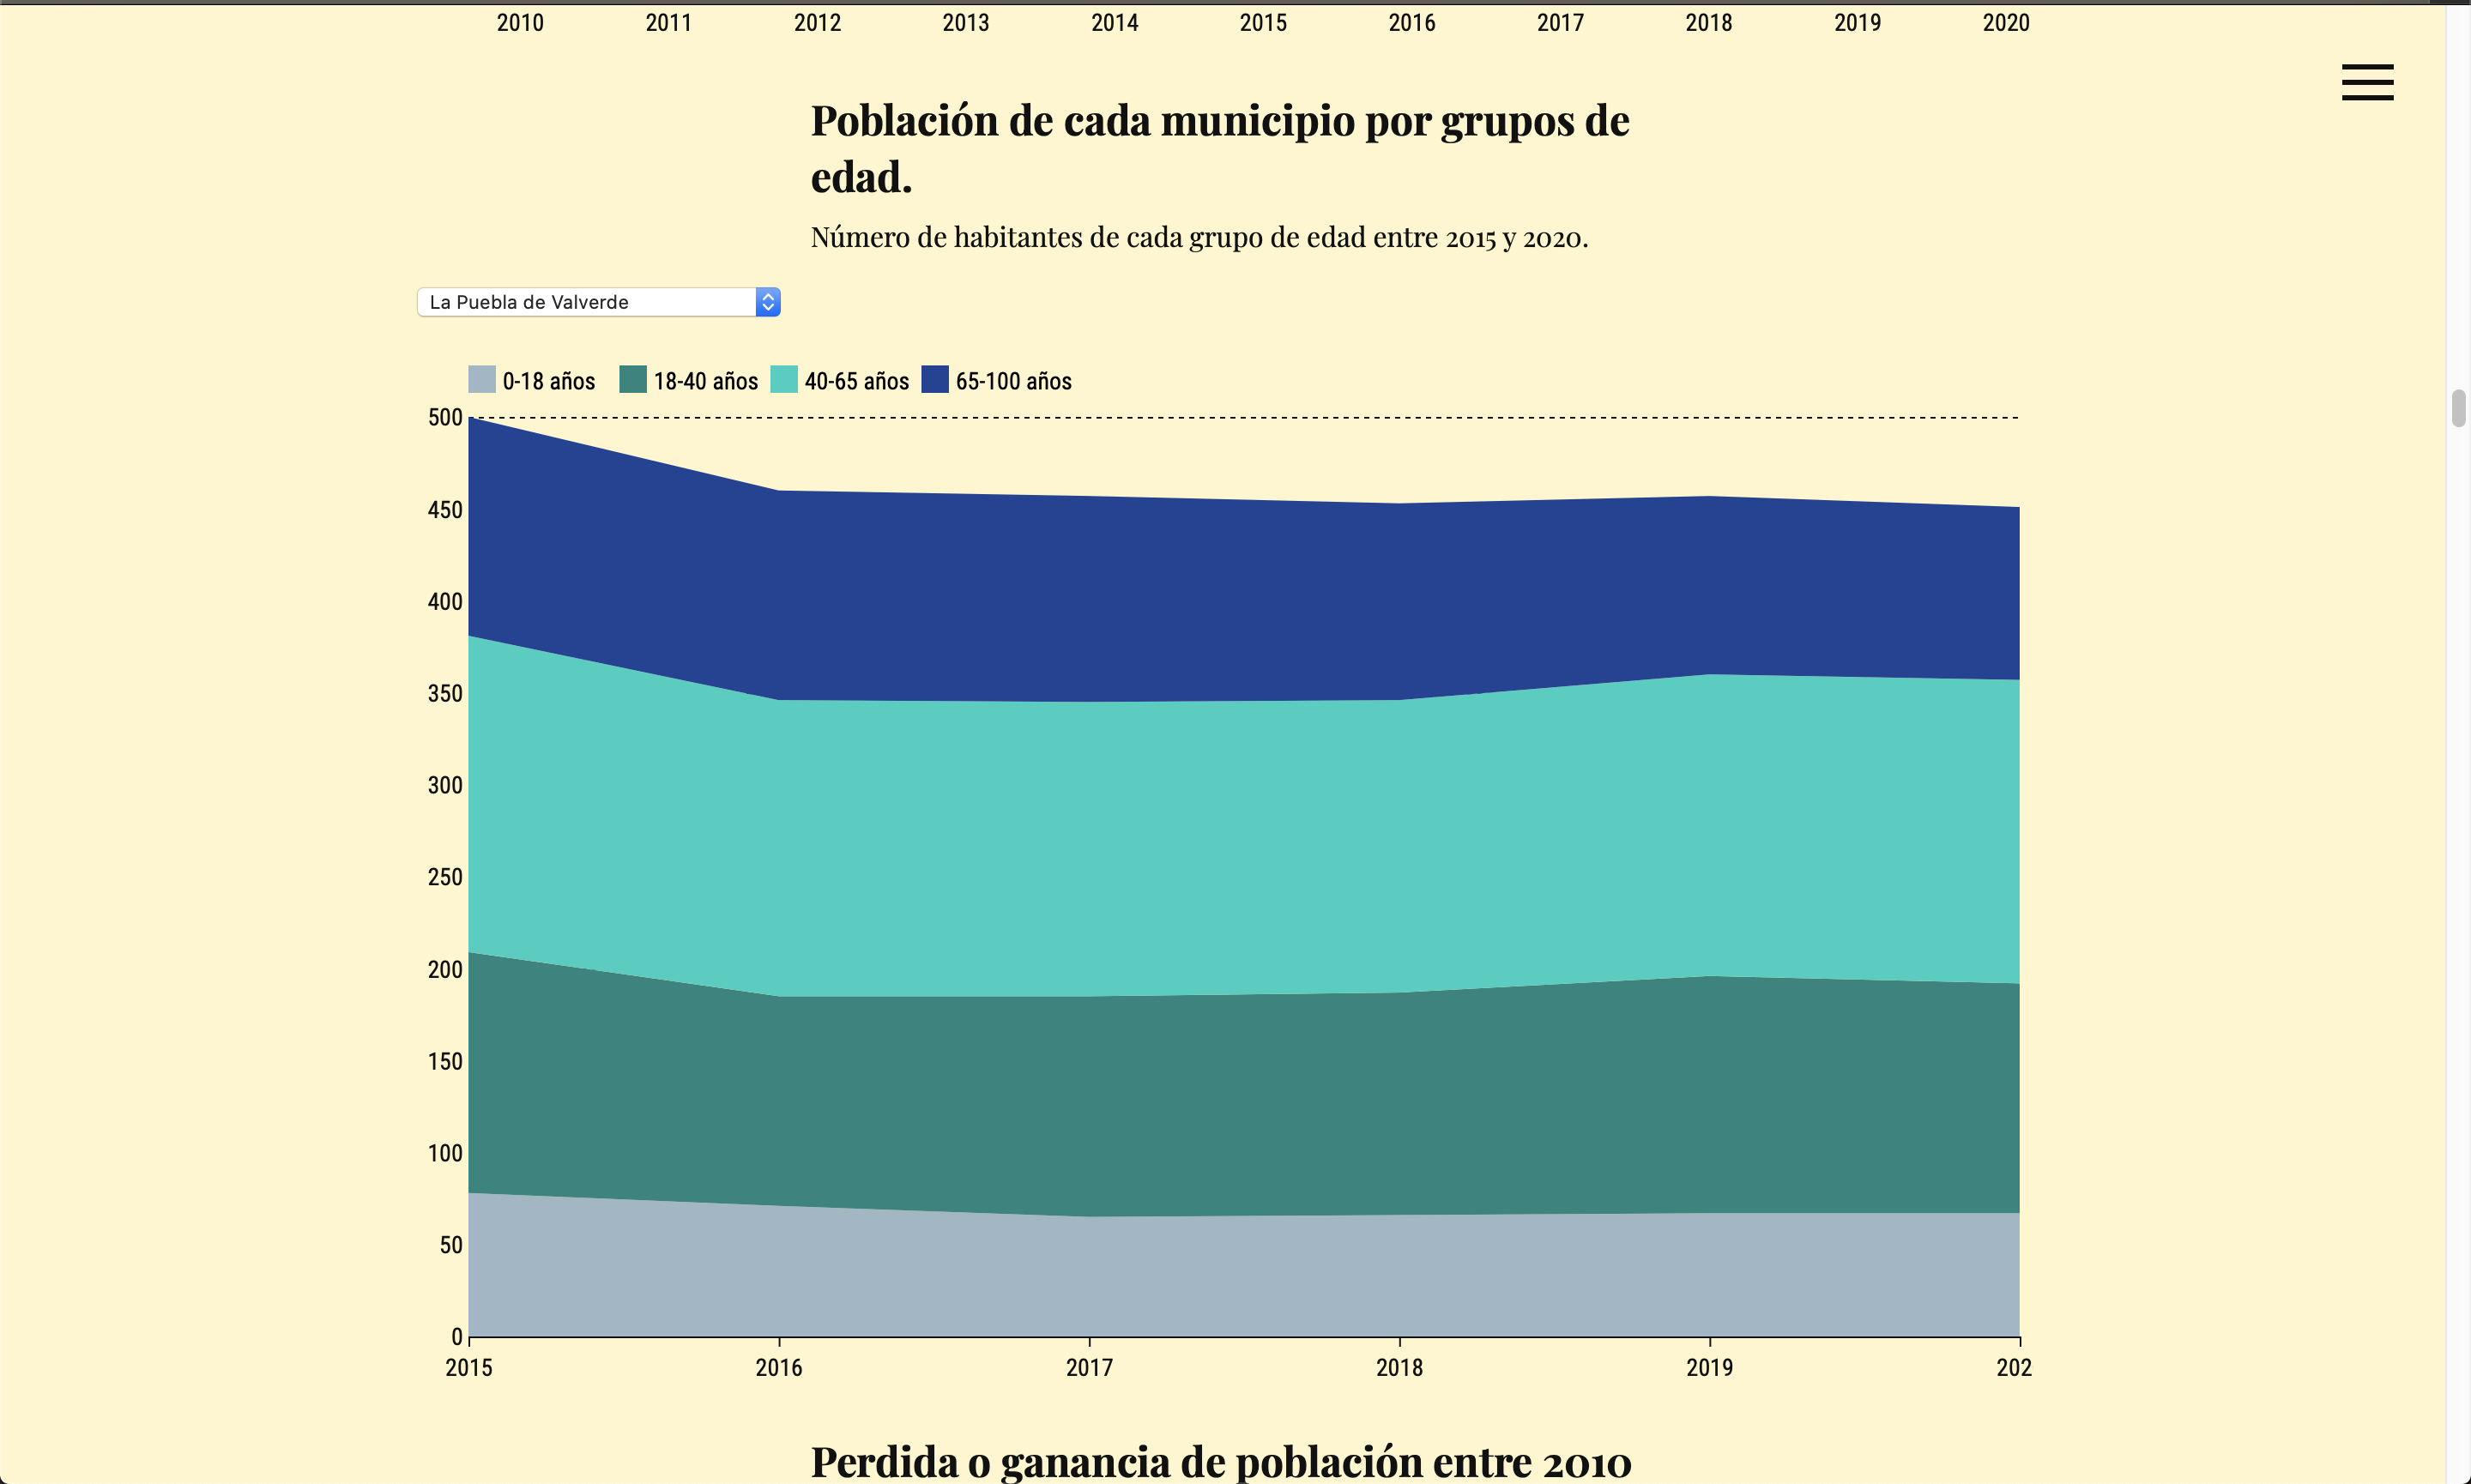 2010 2011 2012 2013 2014 2015 2016 2017 2018 2019 2020
Población de cada municipio por grupos de
edad.
Número de habitantes de cada grupo de edad entre 2015 y 2020.
La Puebla de Valverde
0-18 años 18-40 años 40-65 años 65-100 años
500
450
400
350
300
250
200
150
100
50
0
2015 2016 2017 2018 2019 202
Perdida o ganancia de población entre 2010